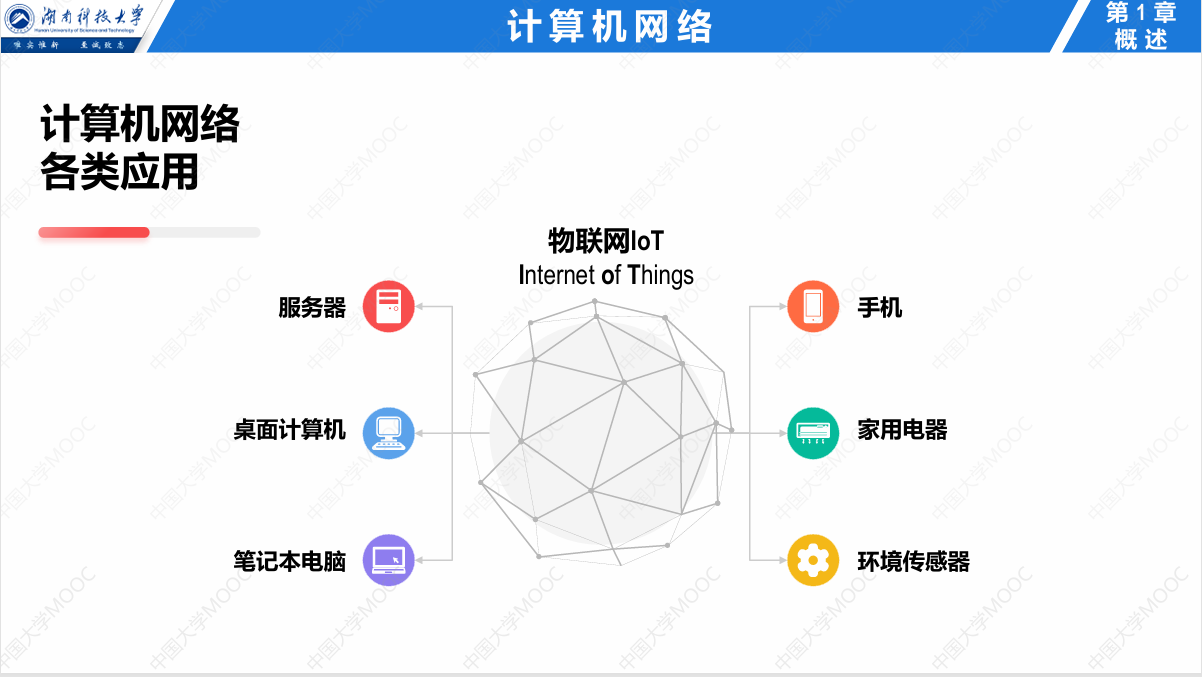 湖南科技大学
Hunan University of Science and Technology
唯实惟新 至诚致志
计算机网络
第1章
概述
计算机网络
各类应用
物联网IoT
Internet of Things
服务器
手机
桌面计算机
家用电器
笔记本电脑
环境传感器
中国大学MOOC